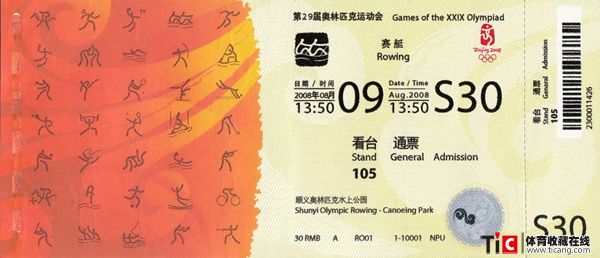 第29届奥林匹克运动会 Games of the XXIX Olympiad
赛艇
Rowing
Beijing 2008
日期 / 时间
2008年08月
13:50
09
Date / Time
Aug.2008
13:50
S30
看台 通票
Stand General Admission
105
顺义奥林匹克水上公园
Shunyi Olympic Rowing - Canoeing Park
30 RMB A RO01 1-10001 NPU
通票
General Admission
看台
Stand
105
2300011426
S30
TiC 体育收藏在线
www.ticang.com